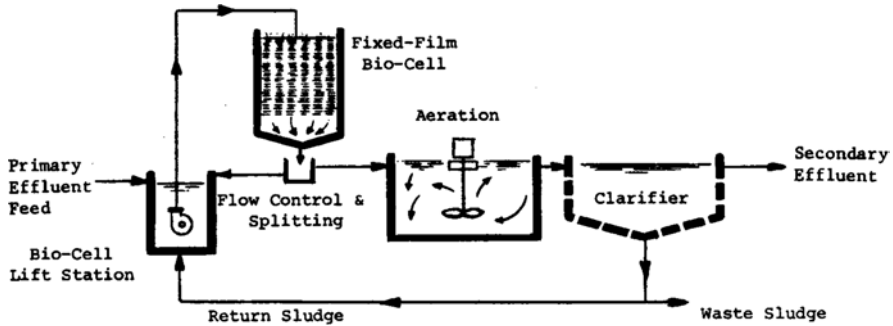 Fixed-Film
Bio-Cell
Aeration
Primary
Effluent
Feed
Secondary
Effluent
Flow Control &
Splitting
Clarifier
Bio-Cell
Lift Station
Return Sludge
Waste Sludge